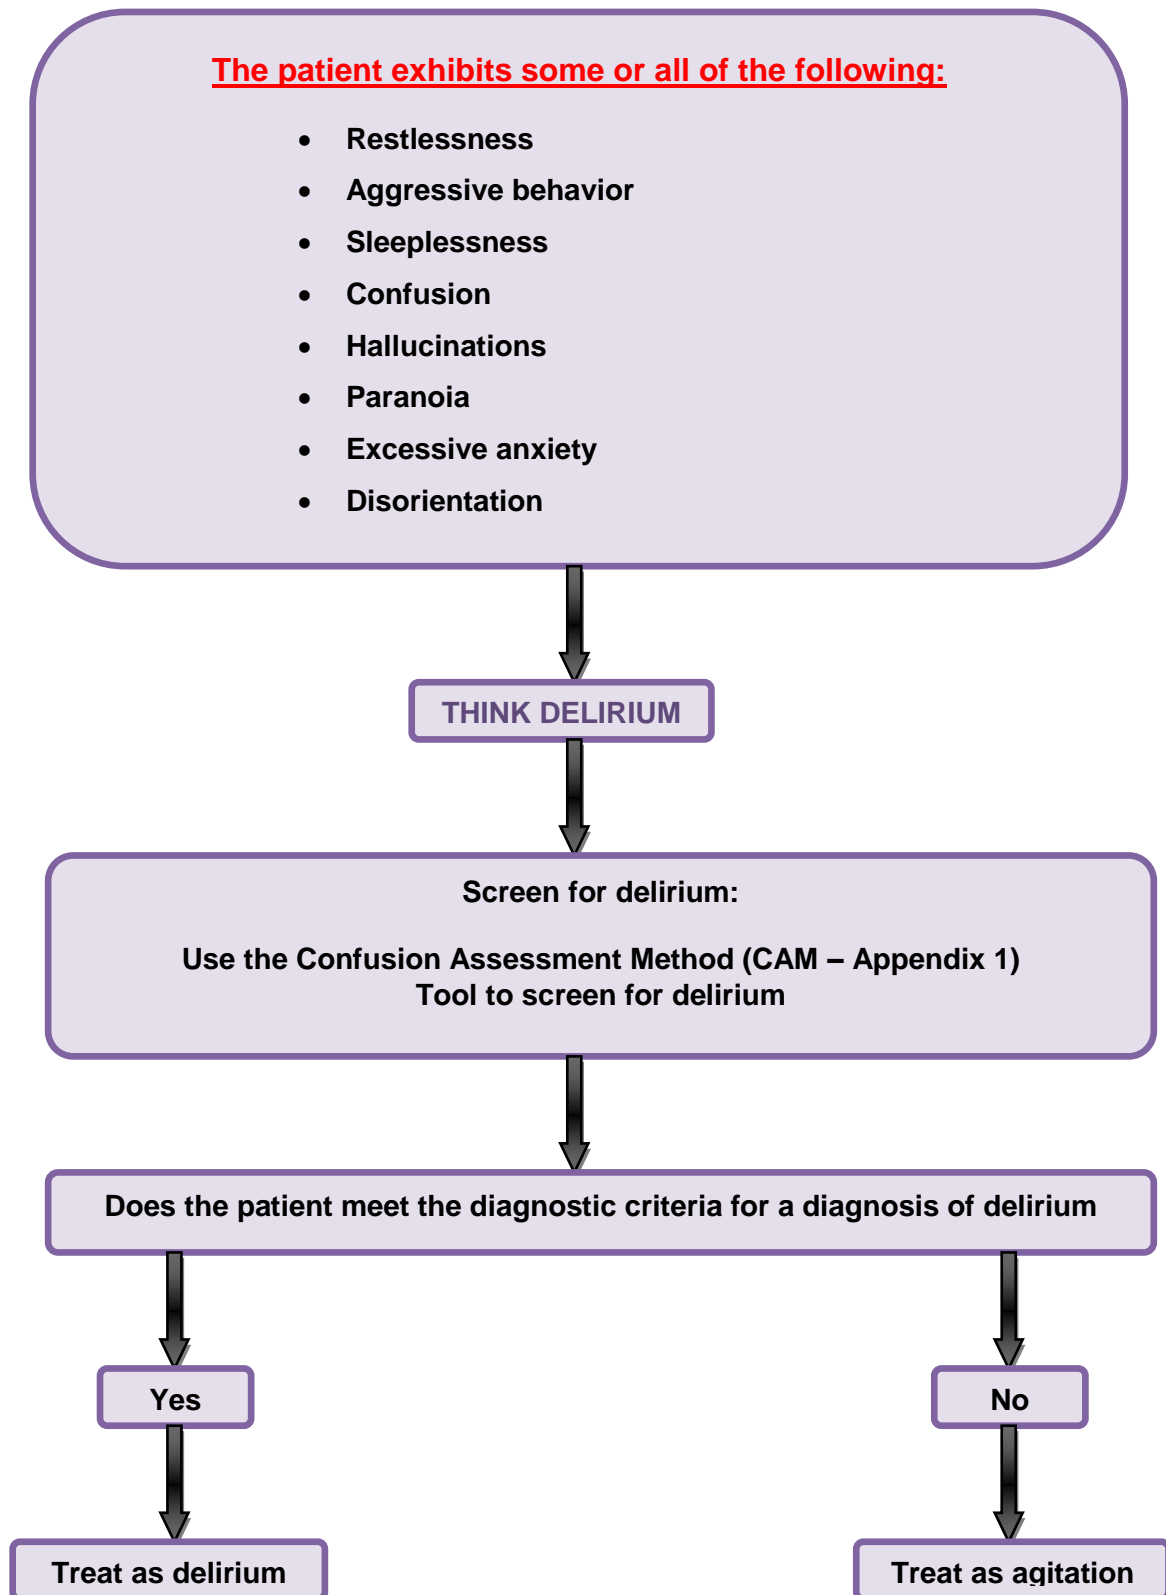 The patient exhibits some or all of the following:
• Restlessness
• Aggressive behavior
• Sleeplessness
• Confusion
• Hallucinations
• Paranoia
• Excessive anxiety
• Disorientation
THINK DELIRIUM
Screen for delirium:
Use the Confusion Assessment Method (CAM – Appendix 1)
Tool to screen for delirium
Does the patient meet the diagnostic criteria for a diagnosis of delirium
Yes
No
Treat as delirium
Treat as agitation